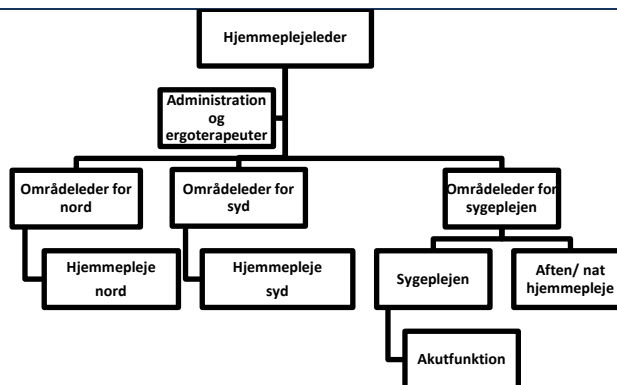 Hjemmeplejeleder
Administration
og
ergoterapeuter
Områdeleder for
nord
Områdeleder for
syd
Områdeleder for
sygeplejen
Hjemmepleje
nord
Hjemmepleje
syd
Sygeplejen
Aften/ nat
hjemmepleje
Akutfunktion